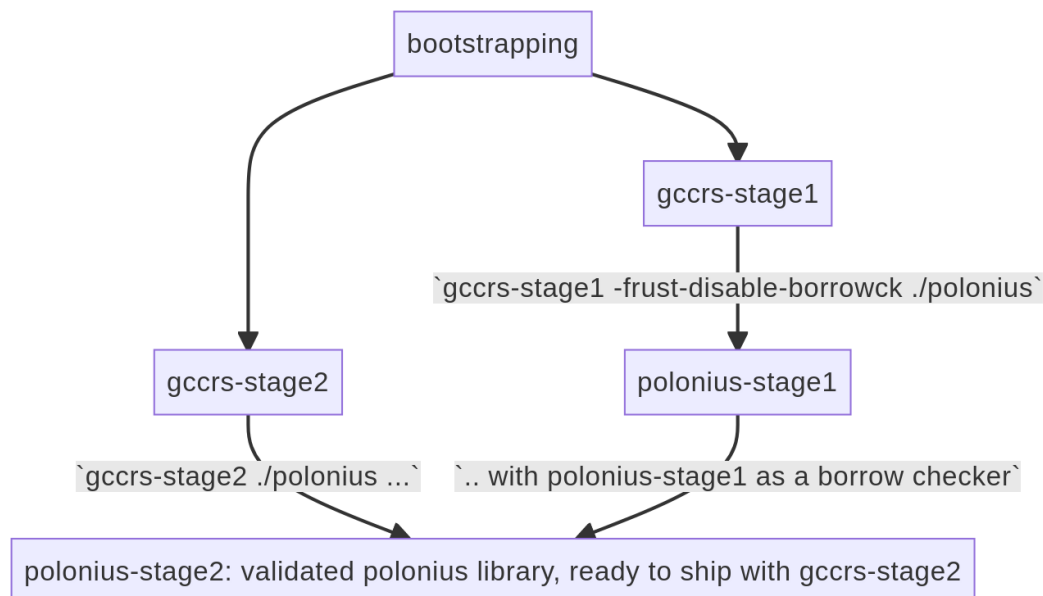 bootstrapping
gccrs-stage1
`gccrs-stage1 -frust-disable-borrowck ./polonius`
gccrs-stage2
polonius-stage1
`gccrs-stage2 ./polonius ...`
`.. with polonius-stage1 as a borrow checker`
polonius-stage2: validated polonius library, ready to ship with gccrs-stage2